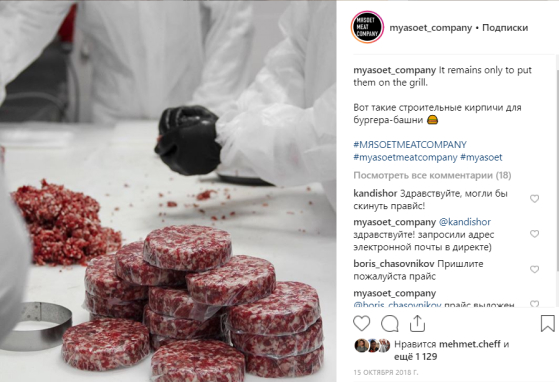 МЯSOET
MEAT
COMPANY
myasoet_company • Подписки
myasoet_company It remains only to put
them on the grill.
Вот такие строительные кирпичи для
бургера-башни
#МЯSOETMEATCOMPANY
#myasoetmeatcompany #myasoet
Посмотреть все комментарии (18)
kandishor Здравствуйте, могли бы
скинуть правйс!
myasoet_company @kandishor
здравствуйте! запросили адрес
электронной почты в директе)
boris_chasovnikov Пришлите
пожалуйста прайс
myasoet_company
@boris_chasovnikov прайс выложен
Нравится mehmet.cheff и
ещё 1 129
15 ОКТЯБРЯ 2018 Г.